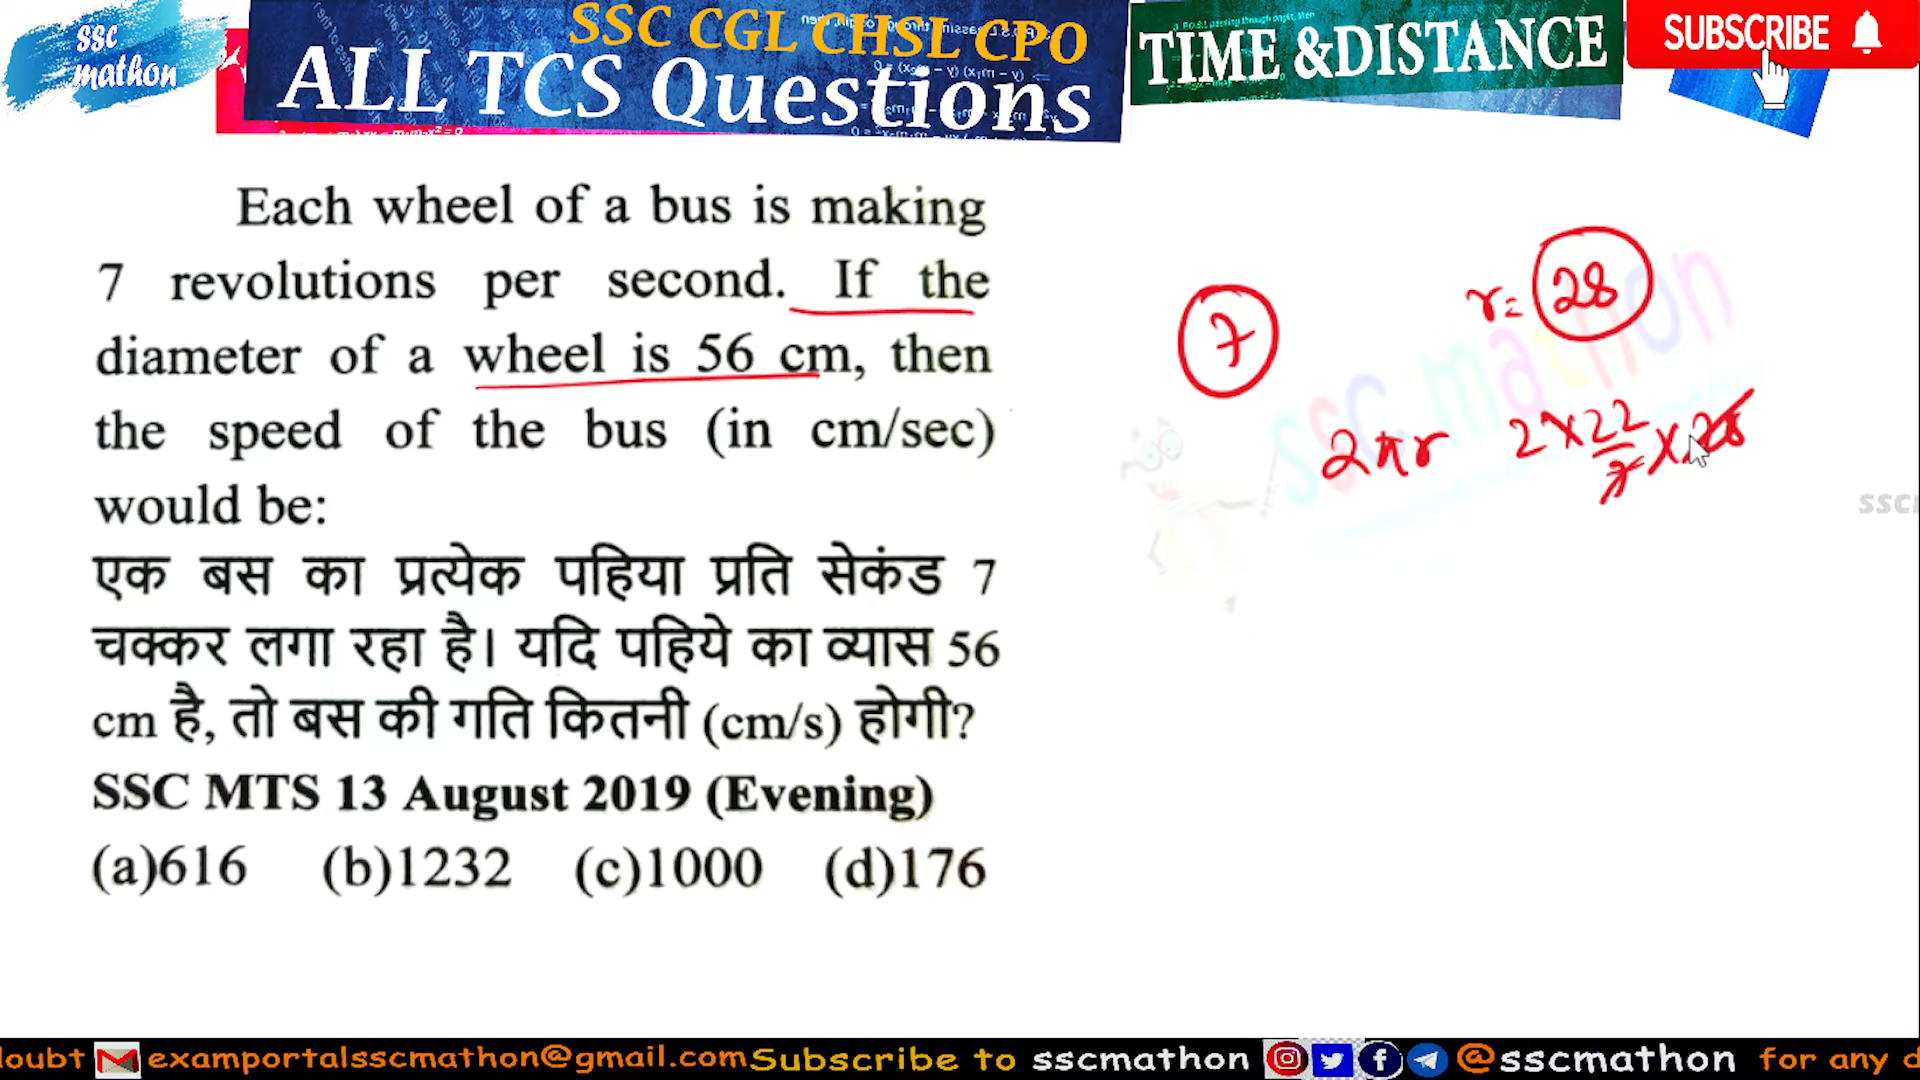 ssc
mathon
SSC CGL CHSL CPO
ALL TCS Questions
TIME &DISTANCE
SUBSCRIBE
Each wheel of a bus is making
7 revolutions per second. If the
diameter of a wheel is 56 cm, then
the speed of the bus (in cm/sec)
would be:
एक बस का प्रत्येक पहिया प्रति सेकंड 7
चक्कर लगा रहा है। यदि पहिये का व्यास 56
cm है, तो बस की गति कितनी (cm/s) होगी?
SSC MTS 13 August 2019 (Evening)
(a)616 (b)1232 (c)1000 (d)176
7
r= 28
2πr 2×22/7×28
ssc mathon
ssc
doubt examportalsscmathon@gmail.com Subscribe to sscmathon @sscmathon for any d